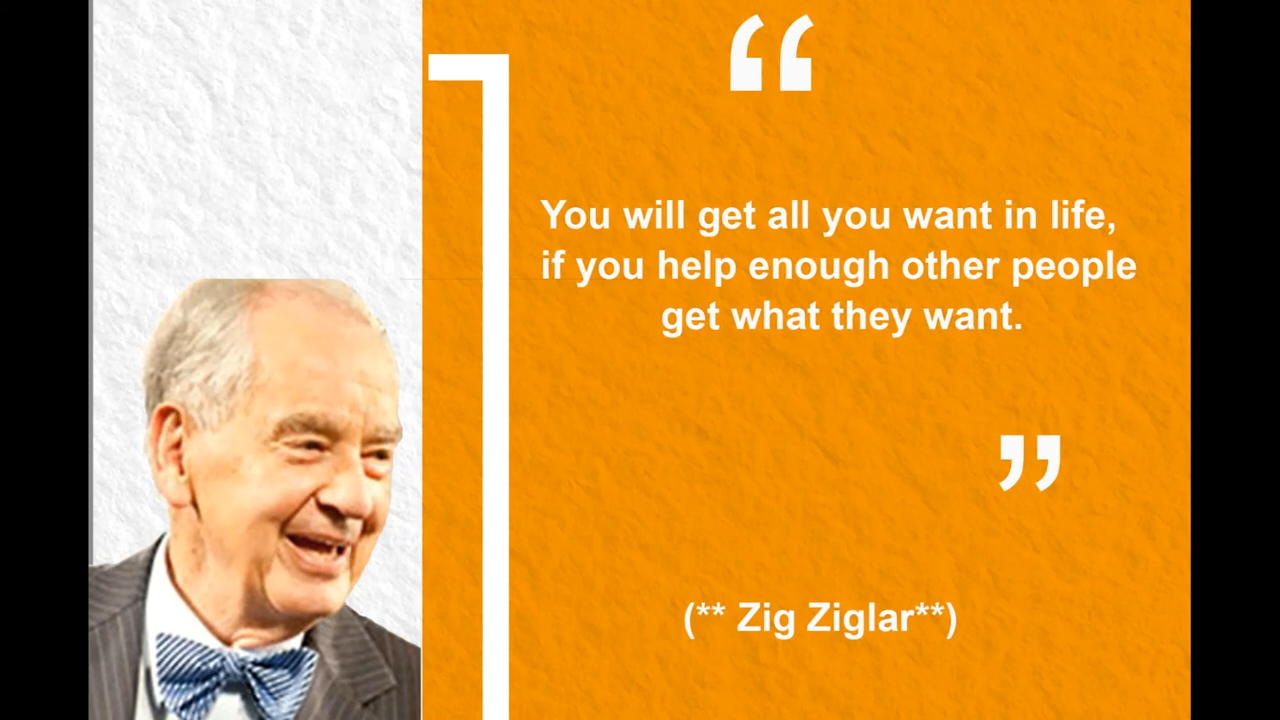 “
You will get all you want in life,
if you help enough other people
get what they want.
”
(** Zig Ziglar**)